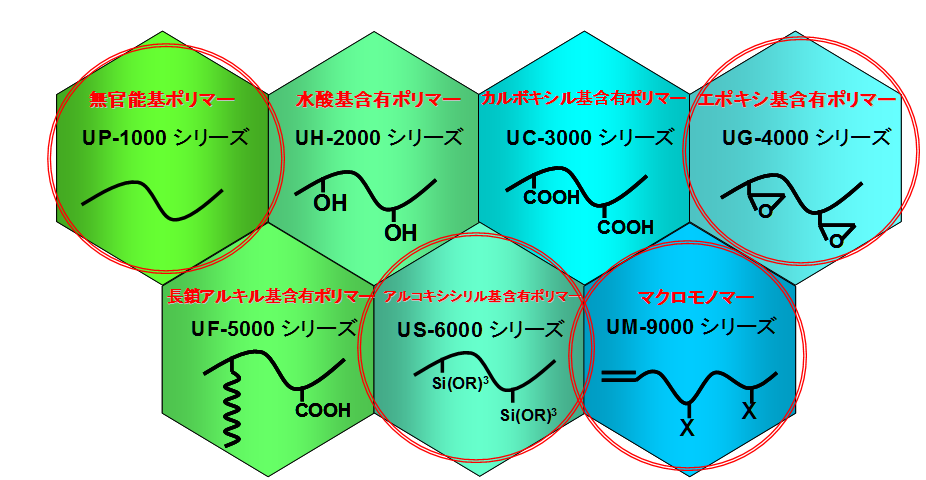 無官能基ポリマー
UP-1000 シリーズ
水酸基含有ポリマー
UH-2000 シリーズ
OH
OH
カルボキシル基含有ポリマー
UC-3000 シリーズ
COOH
COOH
エポキシ基含有ポリマー
UG-4000 シリーズ
O
O
長鎖アルキル基含有ポリマー
UF-5000 シリーズ
COOH
アルコキシシリル基含有ポリマー
US-6000 シリーズ
Si(OR)³
Si(OR)³
マクロモノマー
UM-9000 シリーズ
X
X